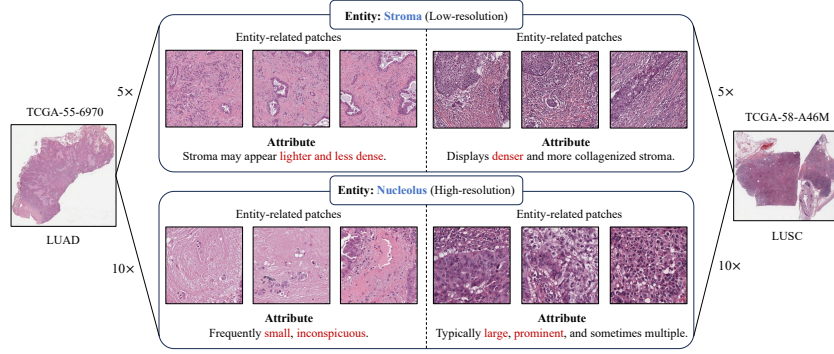 Entity: Stroma (Low-resolution)
Entity-related patches
Entity-related patches
5×
5×
TCGA-55-6970
TCGA-58-A46M
Attribute
Stroma may appear lighter and less dense.
Attribute
Displays denser and more collagenized stroma.
Entity: Nucleolus (High-resolution)
Entity-related patches
Entity-related patches
LUAD
LUSC
10×
10×
Attribute
Frequently small, inconspicuous.
Attribute
Typically large, prominent, and sometimes multiple.